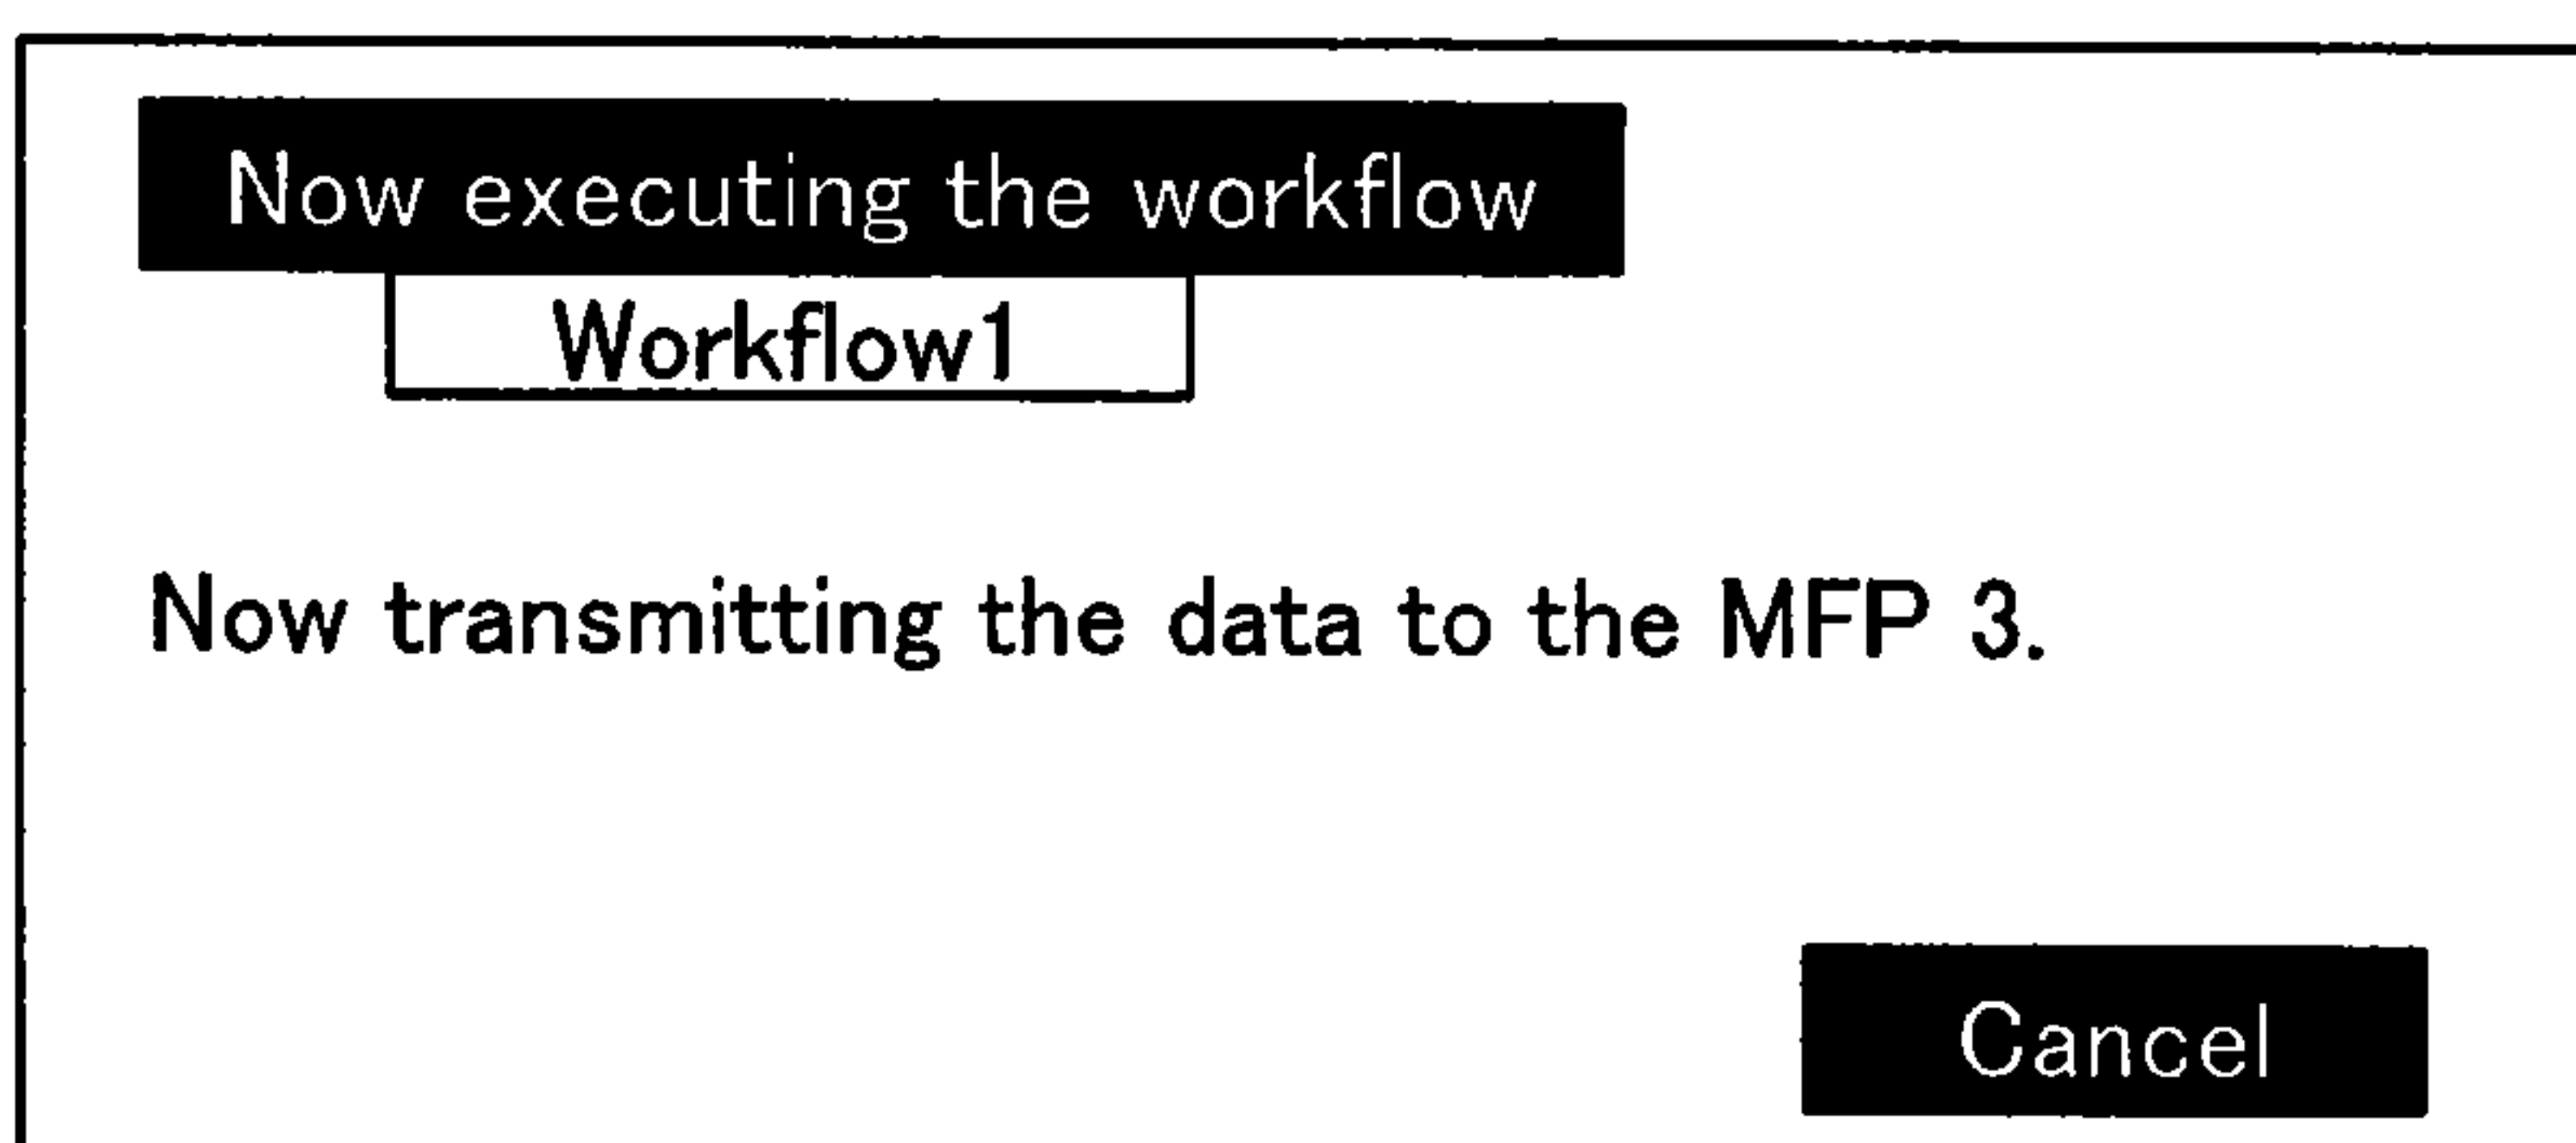 Now executing the workflow
Workflow1
Now transmitting the data to the MFP 3.
Cancel